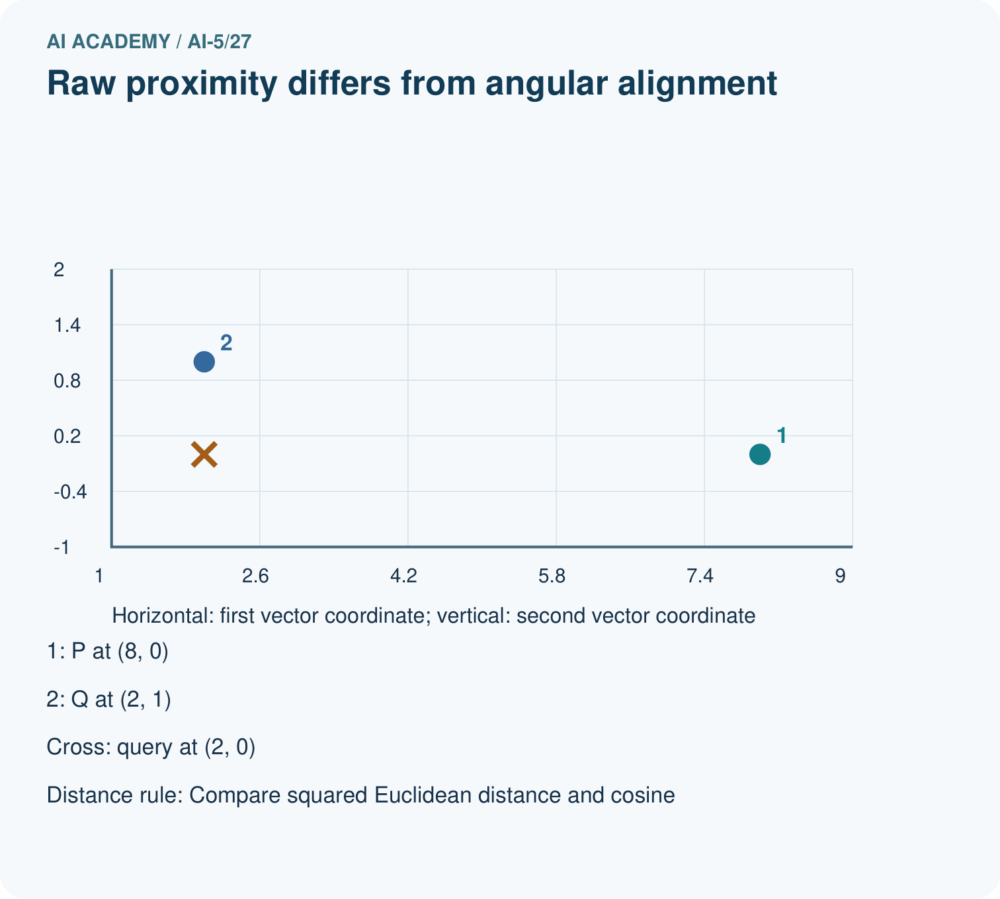 AI ACADEMY / AI-5/27
Raw proximity differs from angular alignment
2
1.4
2
0.8
0.2
1
-0.4
-1
1 2.6 4.2 5.8 7.4 9
Horizontal: first vector coordinate; vertical: second vector coordinate
1: P at (8, 0)
2: Q at (2, 1)
Cross: query at (2, 0)
Distance rule: Compare squared Euclidean distance and cosine